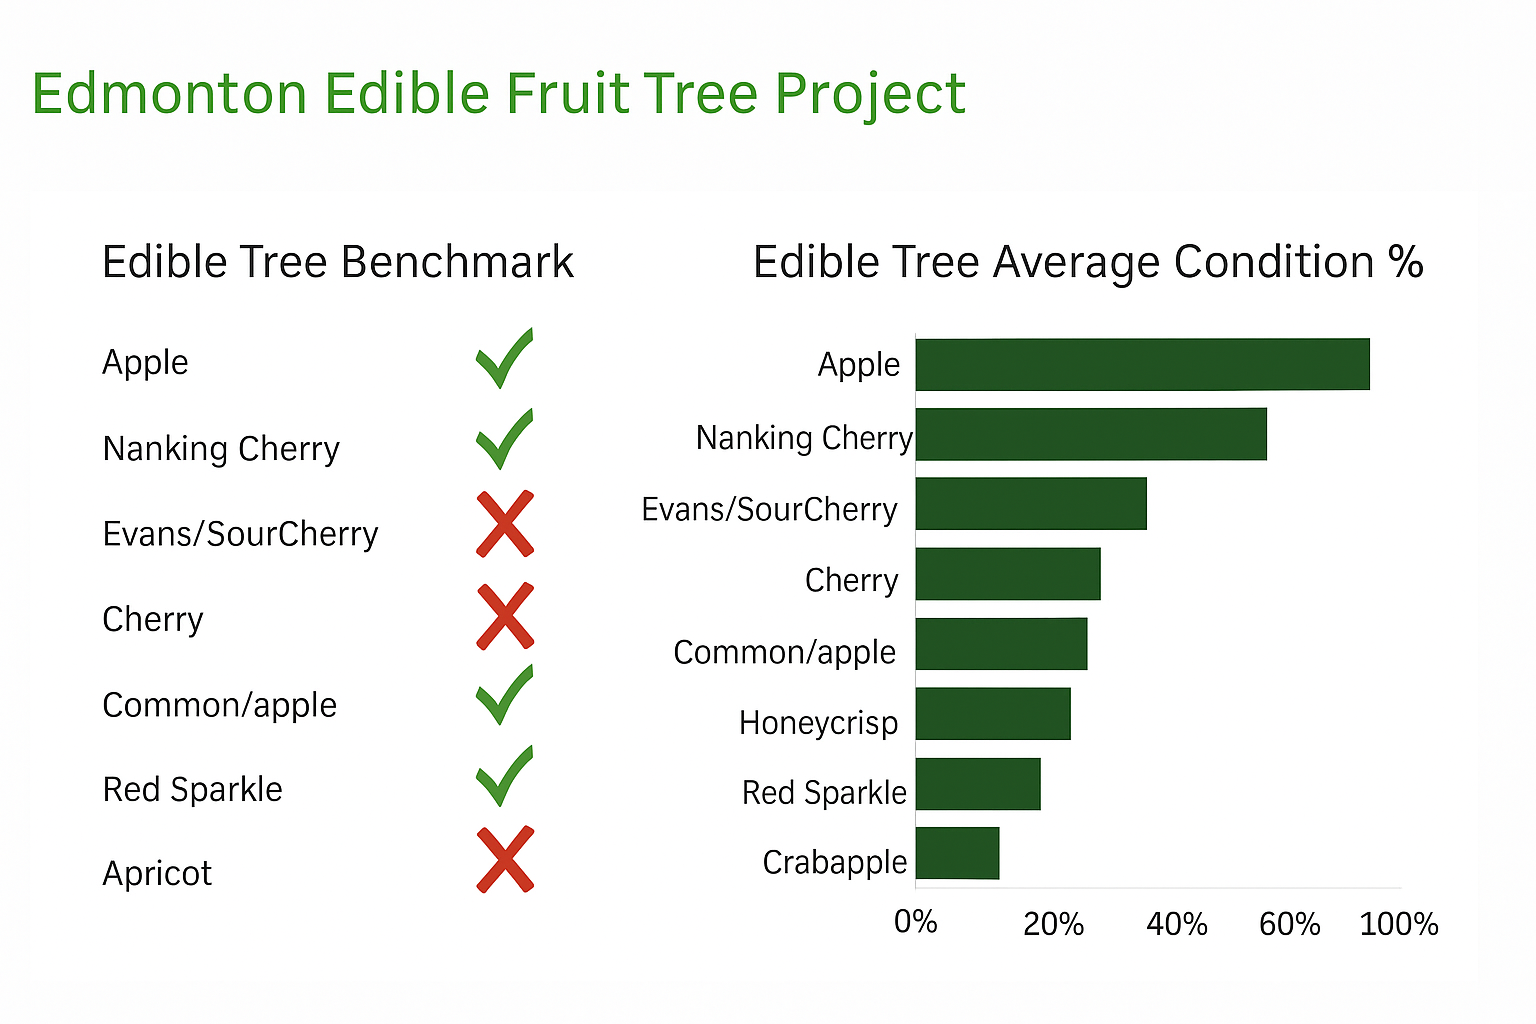 Edmonton Edible Fruit Tree Project
Edible Tree Benchmark
Apple
Nanking Cherry
Evans/SourCherry
Cherry
Common/apple
Red Sparkle
Apricot
Edible Tree Average Condition %
Apple
Nanking Cherry
Evans/SourCherry
Cherry
Common/apple
Honeycrisp
Red Sparkle
Crabapple
0% 20% 40% 60% 100%